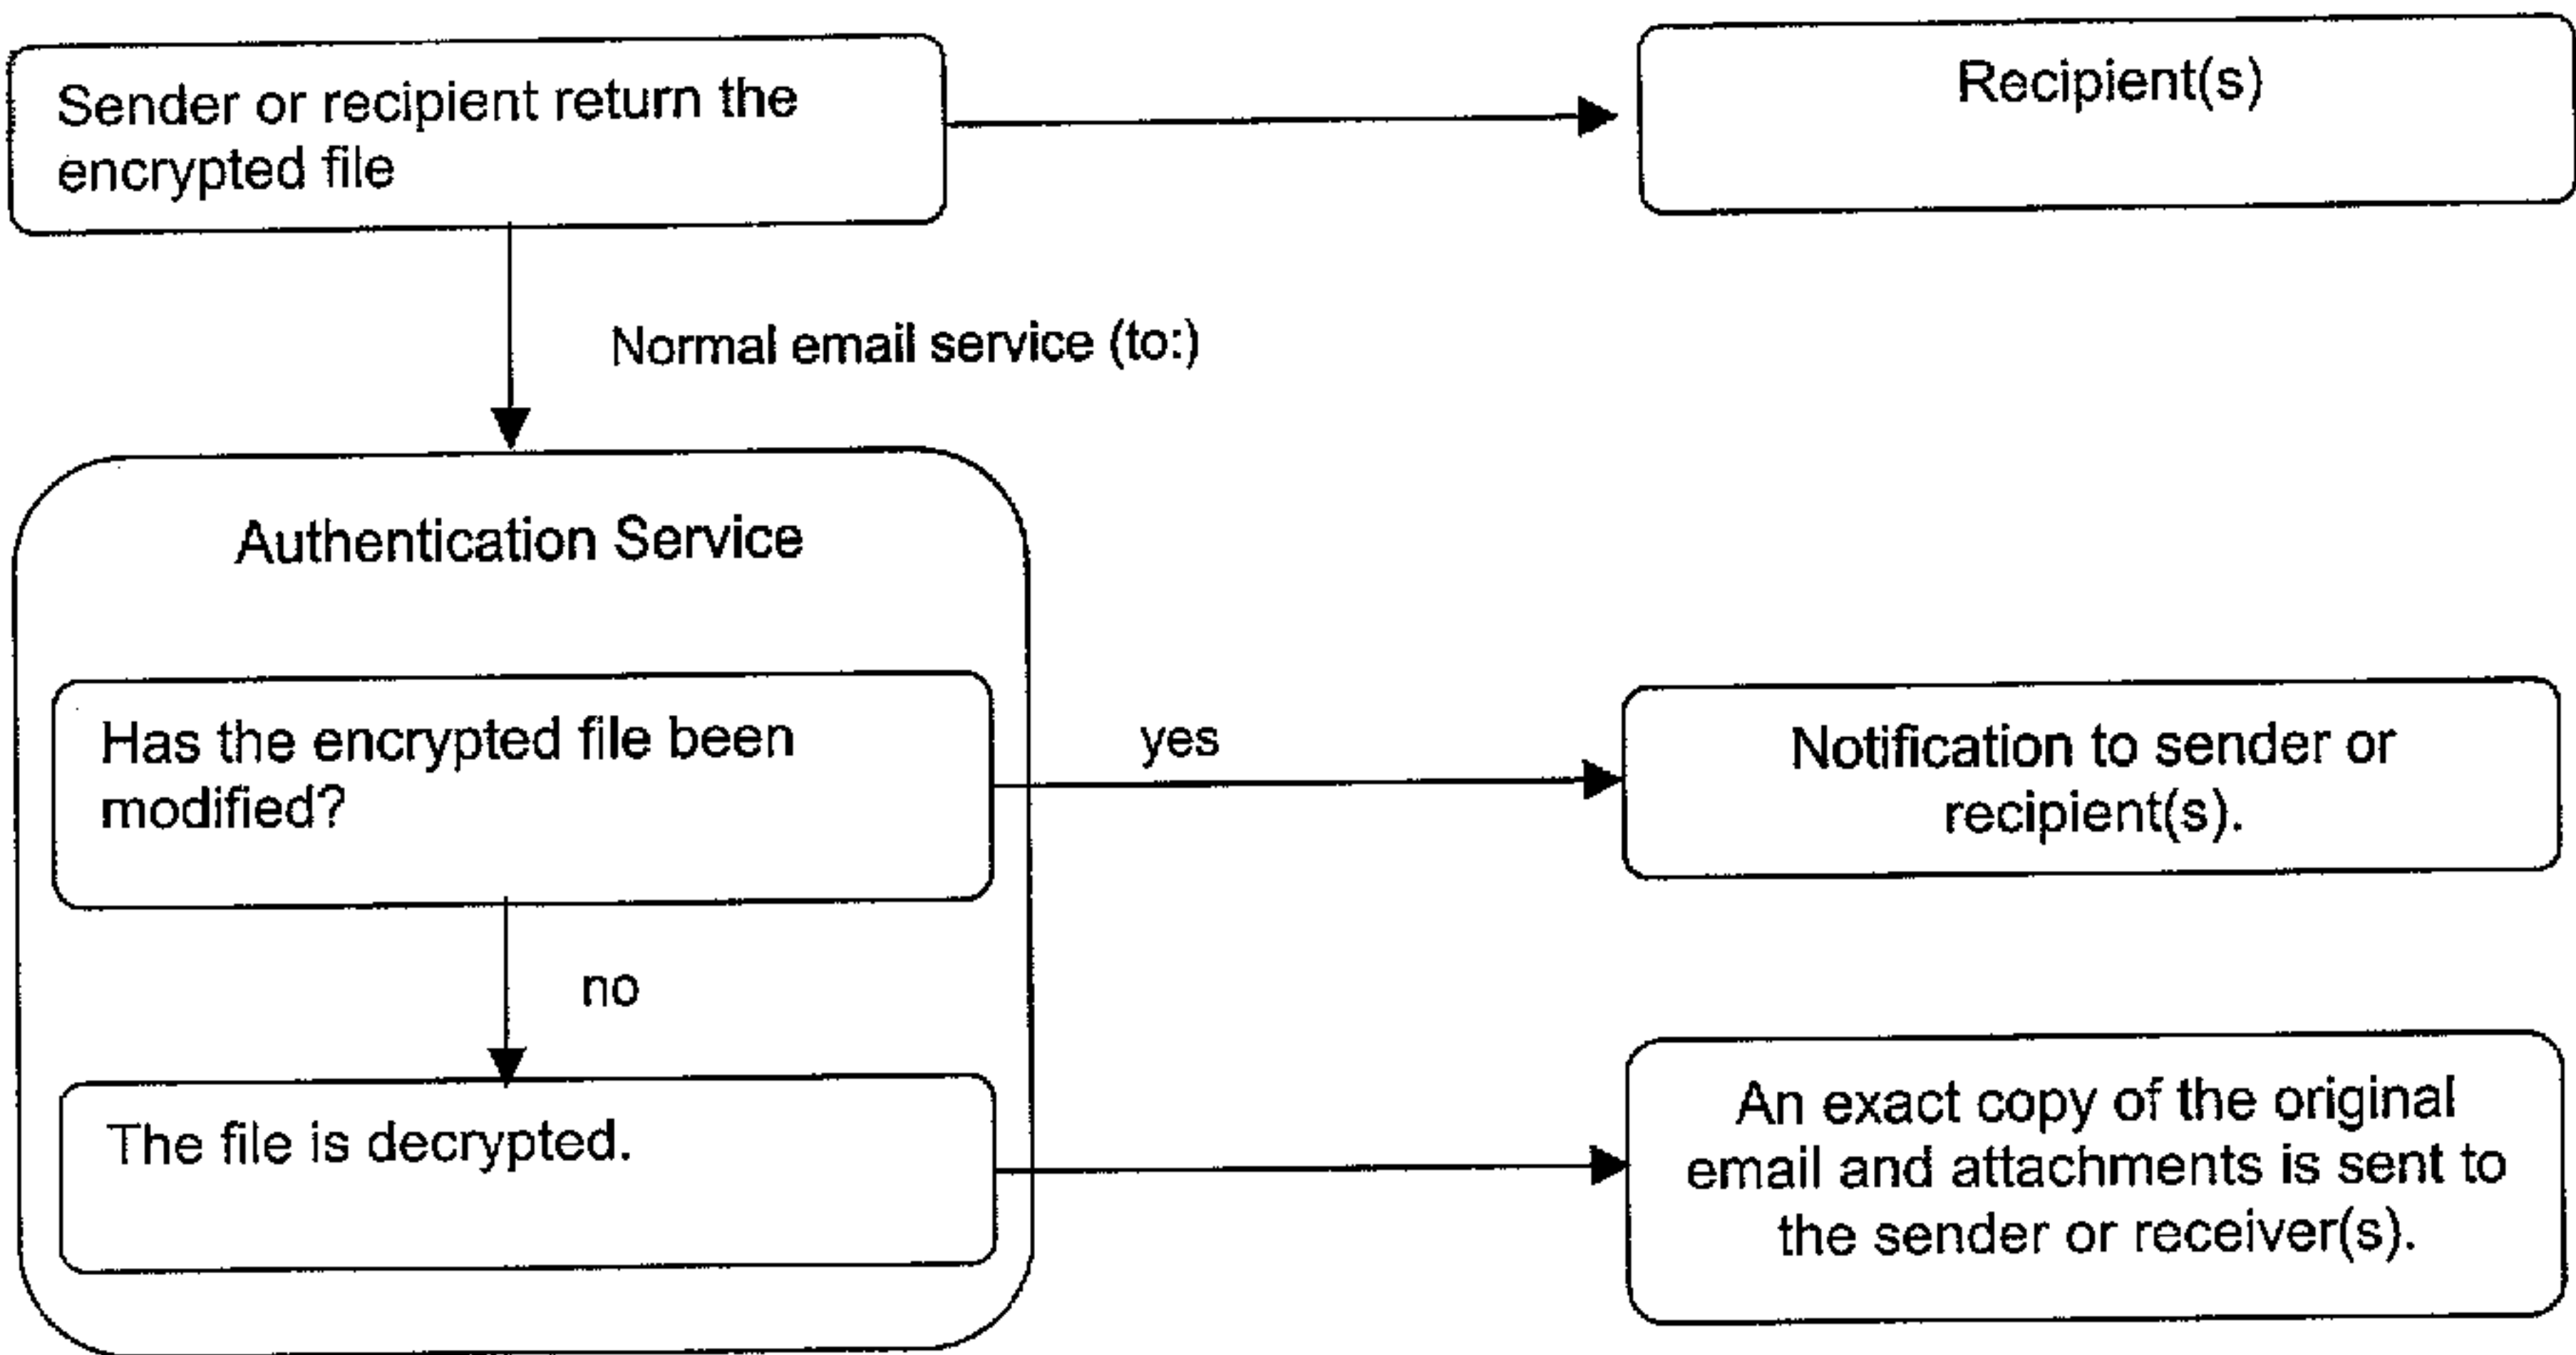 Sender or recipient return the
encrypted file
Recipient(s)
Normal email service (to:)
Authentication Service
Has the encrypted file been
modified?
yes
Notification to sender or
recipient(s).
no
The file is decrypted.
An exact copy of the original
email and attachments is sent to
the sender or receiver(s).